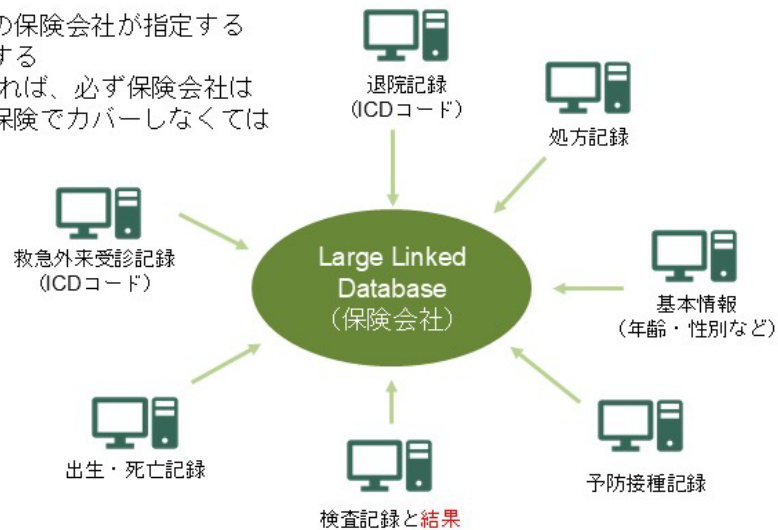 の保険会社が指定する
する
れば、必ず保険会社は
保険でカバーしなくては
退院記録
(ICDコード)
処方記録
救急外来受診記録
(ICDコード)
Large Linked
Database
(保険会社)
基本情報
(年齢・性別など)
出生・死亡記録
予防接種記録
検査記録と結果